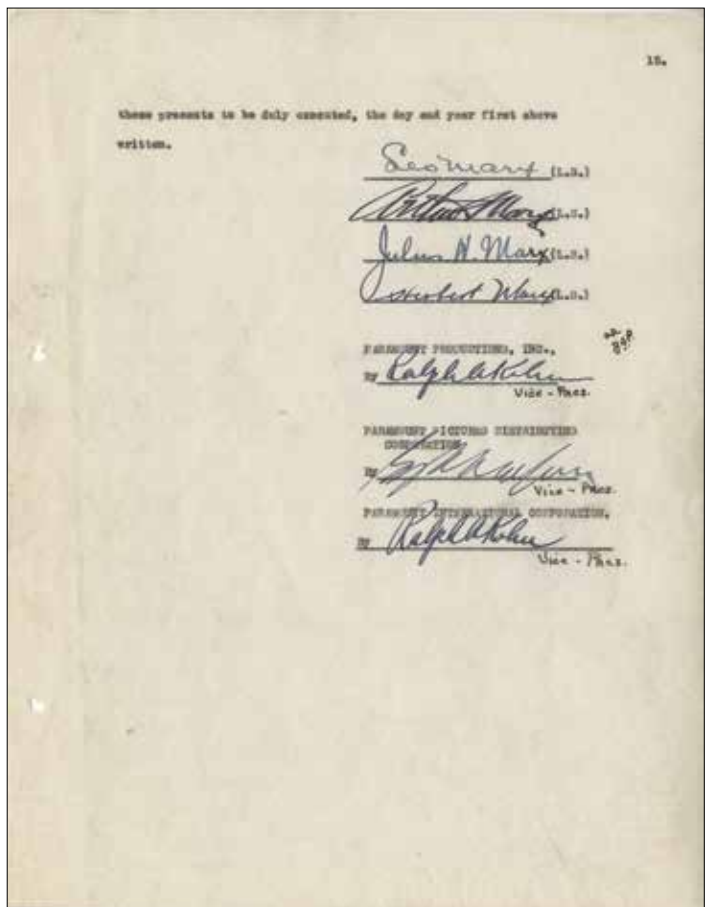 15.
these presents to be duly executed, the day and year first above
written.
Leo Marx (L.S.)
Arthur Marx (L.S.)
Julius H. Marx (L.S.)
Herbert Marx (L.S.)
PARAMOUNT PRODUCTIONS, INC.,
By Ralph A Kohn
Vice - Pres.
PARAMOUNT PICTURES DISTRIBUTING
CORPORATION
By
Vice - Pres.
PARAMOUNT INTERNATIONAL CORPORATION,
By Ralph A Kohn
Vice - Pres.